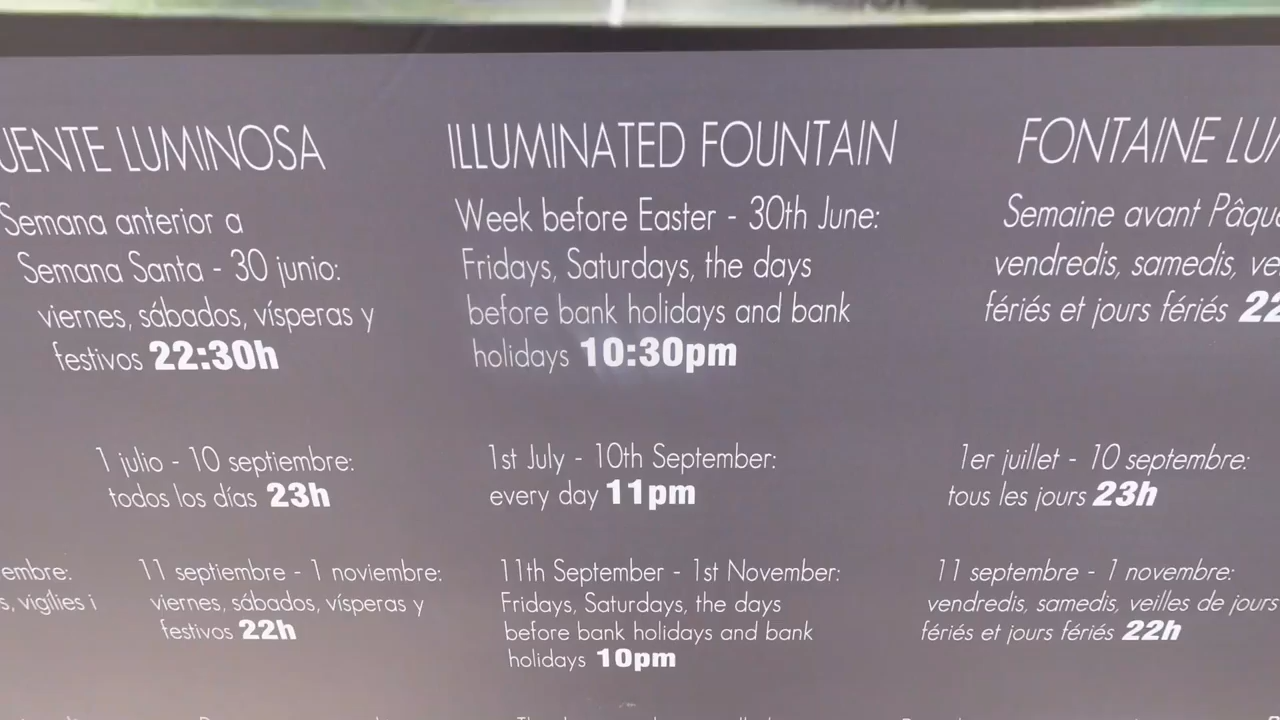 UENTE LUMINOSA
Semana anterior a
Semana Santa - 30 junio:
viernes, sábados, vísperas y
festivos 22:30h
1 julio - 10 septiembre:
todos los días 23h
11 septiembre - 1 noviembre:
viernes, sábados, vísperas y
festivos 22h
ILLUMINATED FOUNTAIN
Week before Easter - 30th June:
Fridays, Saturdays, the days
before bank holidays and bank
holidays 10:30pm
1st July - 10th September:
every day 11pm
11th September - 1st November:
Fridays, Saturdays, the days
before bank holidays and bank
holidays 10pm
FONTAINE LU
Semaine avant Pâqu
vendredis, samedis, ve
fériés et jours fériés 22
1er juillet - 10 septembre:
tous les jours 23h
11 septembre - 1 novembre:
vendredis, samedis, veilles de jours
fériés et jours fériés 22h
embre:
s, vigílies i